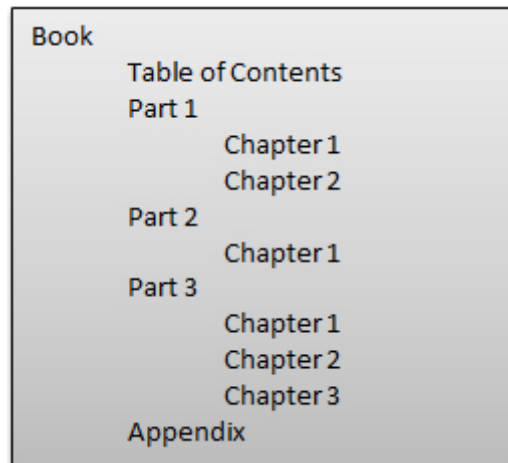 Book
Table of Contents
Part 1
Chapter 1
Chapter 2
Part 2
Chapter 1
Part 3
Chapter 1
Chapter 2
Chapter 3
Appendix